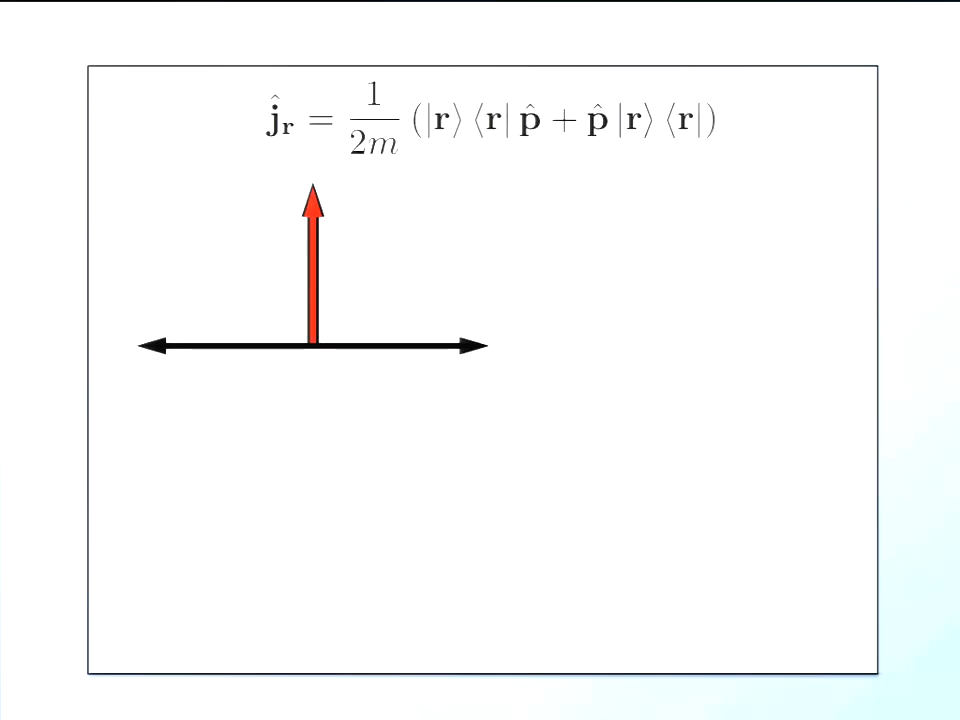 ĵ_r = 1/2m (|r⟩ ⟨r| p̂ + p̂ |r⟩ ⟨r|)